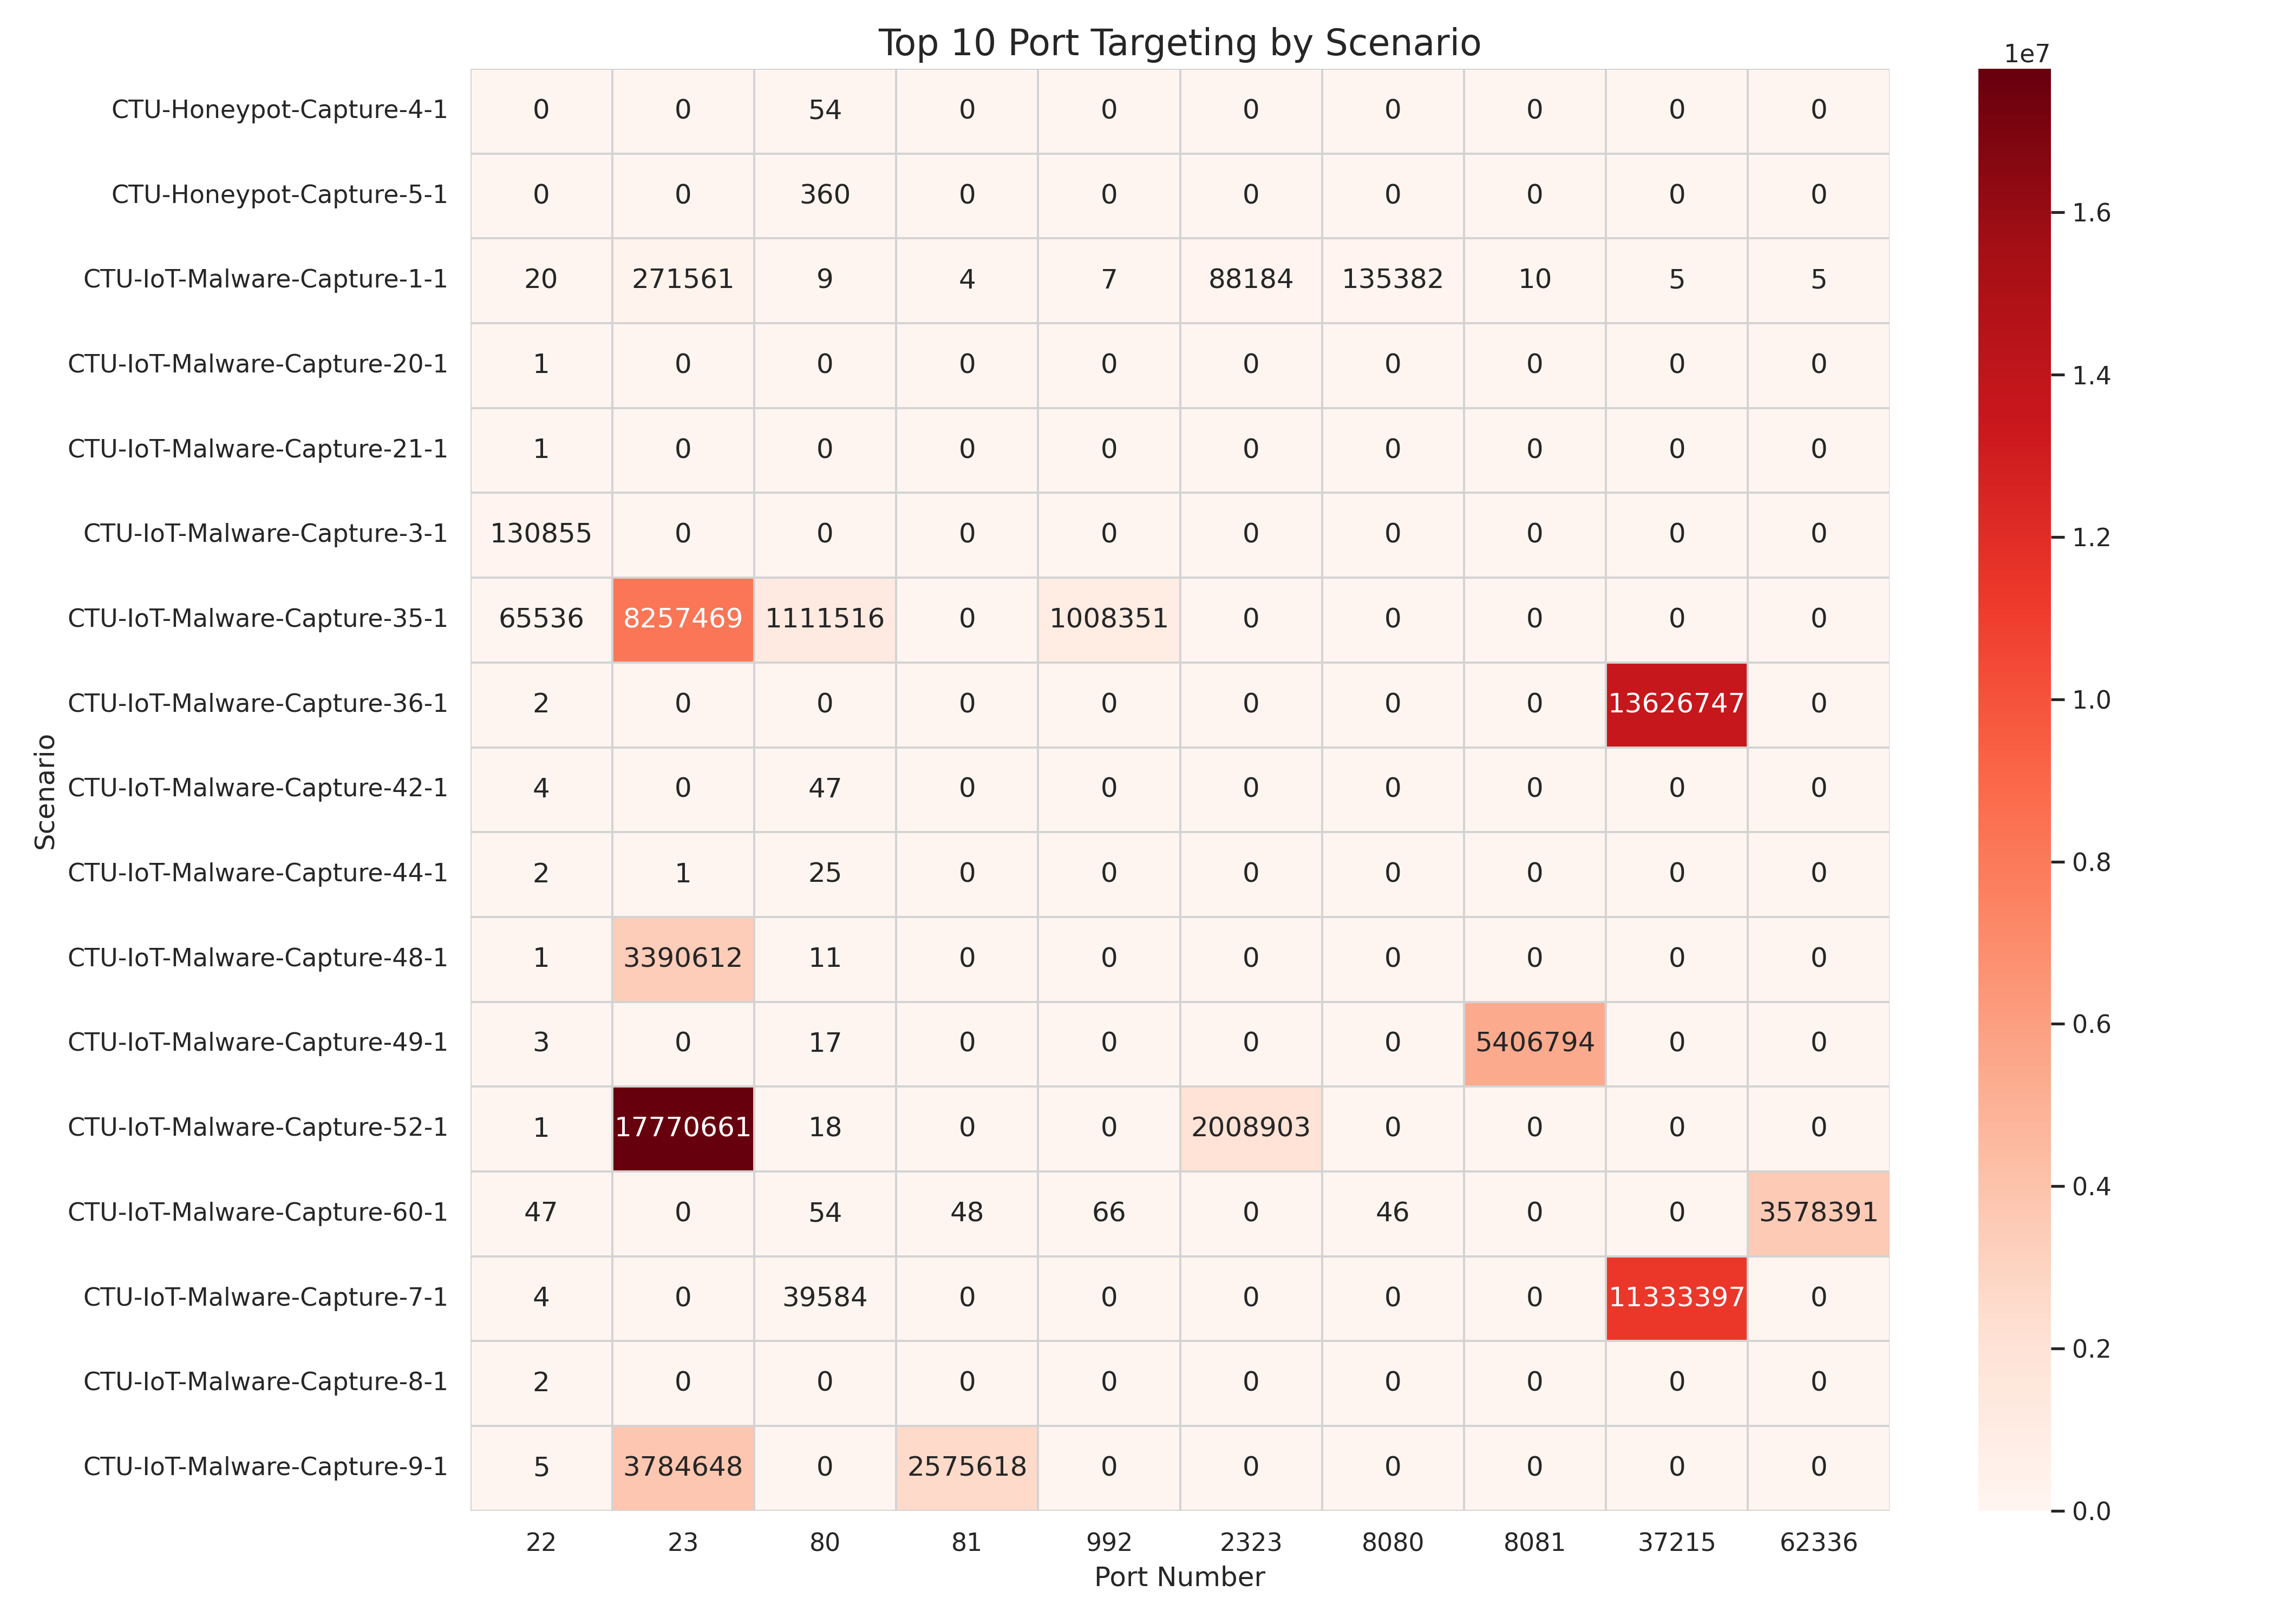 Top 10 Port Targeting by Scenario
1e7
CTU-Honeypot-Capture-4-1 0 0 54 0 0 0 0 0 0 0
CTU-Honeypot-Capture-5-1 0 0 360 0 0 0 0 0 0 0
CTU-IoT-Malware-Capture-1-1 20 271561 9 4 7 88184 135382 10 5 5
CTU-IoT-Malware-Capture-20-1 1 0 0 0 0 0 0 0 0 0
CTU-IoT-Malware-Capture-21-1 1 0 0 0 0 0 0 0 0 0
CTU-IoT-Malware-Capture-3-1 130855 0 0 0 0 0 0 0 0 0
CTU-IoT-Malware-Capture-35-1 65536 8257469 1111516 0 1008351 0 0 0 0 0
CTU-IoT-Malware-Capture-36-1 2 0 0 0 0 0 0 0 13626747 0
CTU-IoT-Malware-Capture-42-1 4 0 47 0 0 0 0 0 0 0
CTU-IoT-Malware-Capture-44-1 2 1 25 0 0 0 0 0 0 0
CTU-IoT-Malware-Capture-48-1 1 3390612 11 0 0 0 0 0 0 0
CTU-IoT-Malware-Capture-49-1 3 0 17 0 0 0 0 5406794 0 0
CTU-IoT-Malware-Capture-52-1 1 17770661 18 0 0 2008903 0 0 0 0
CTU-IoT-Malware-Capture-60-1 47 0 54 48 66 0 46 0 0 3578391
CTU-IoT-Malware-Capture-7-1 4 0 39584 0 0 0 0 0 11333397 0
CTU-IoT-Malware-Capture-8-1 2 0 0 0 0 0 0 0 0 0
CTU-IoT-Malware-Capture-9-1 5 3784648 0 2575618 0 0 0 0 0 0
22 23 80 81 992 2323 8080 8081 37215 62336
Port Number
Scenario
1.6
1.4
1.2
1.0
0.8
0.6
0.4
0.2
0.0